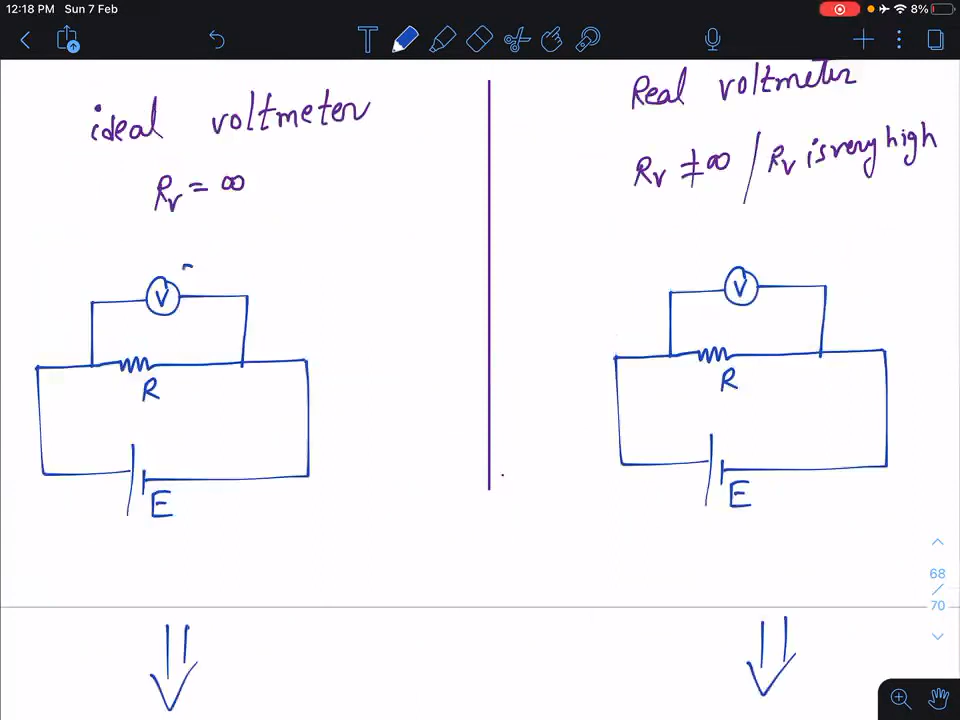 12:18 PM Sun 7 Feb
8%
T
ideal voltmeter
Rv = ∞
V
R
E
Real voltmeter
Rv ≠ ∞ / Rv is very high
V
R
E
68
/
70